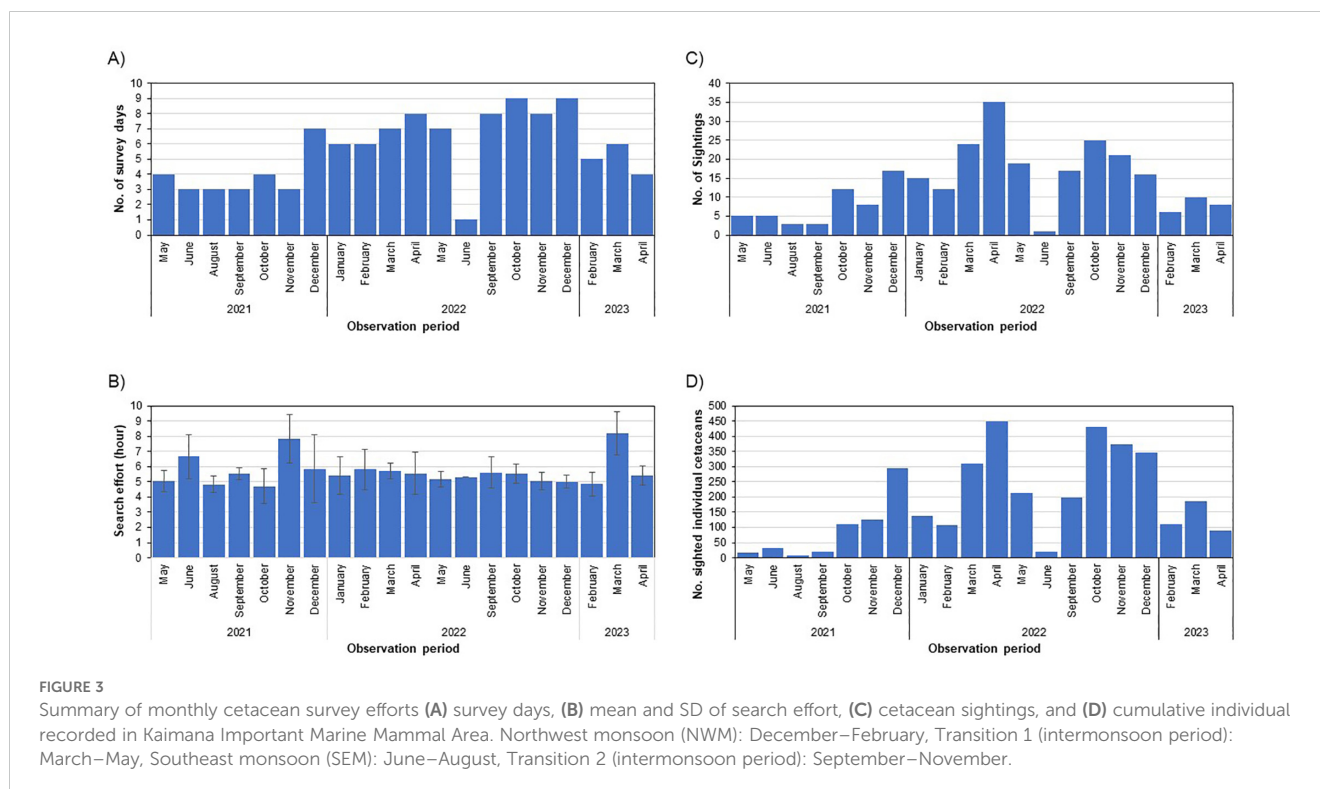 A)
No. of survey days
10
9
8
7
6
5
4
3
2
1
0
May
June
August
September
October
November
December
January
February
March
April
May
June
September
October
November
December
February
March
April
2021
2022
2023
Observation period
C)
No. of Sightings
40
35
30
25
20
15
10
5
0
May
June
August
September
October
November
December
January
February
March
April
May
June
September
October
November
December
February
March
April
2021
2022
2023
Observation period
B)
Search effort (hour)
10
9
8
7
6
5
4
3
2
1
0
May
June
August
September
October
November
December
January
February
March
April
May
June
September
October
November
December
February
March
April
2021
2022
2023
Observation period
D)
No. sighted individual cetaceans
500
450
400
350
300
250
200
150
100
50
0
May
June
August
September
October
November
December
January
February
March
April
May
June
September
October
November
December
February
March
April
2021
2022
2023
Observation period
FIGURE 3
Summary of monthly cetacean survey efforts (A) survey days, (B) mean and SD of search effort, (C) cetacean sightings, and (D) cumulative individual
recorded in Kaimana Important Marine Mammal Area. Northwest monsoon (NWM): December–February, Transition 1 (intermonsoon period):
March–May, Southeast monsoon (SEM): June–August, Transition 2 (intermonsoon period): September–November.